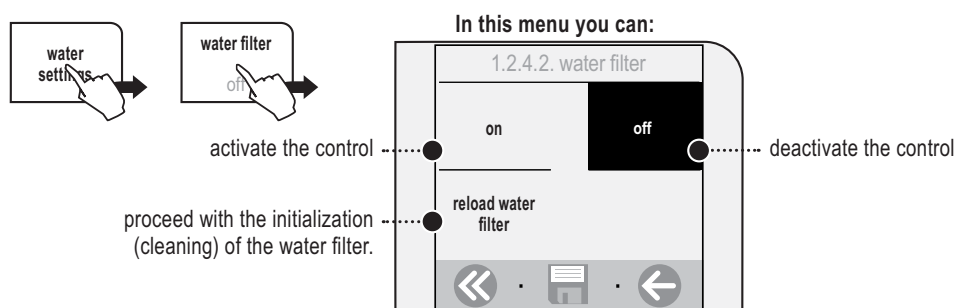 In this menu you can:
water
settings
water filter
off
1.2.4.2. water filter
on
off
activate the control
deactivate the control
reload water
filter
proceed with the initialization
(cleaning) of the water filter.